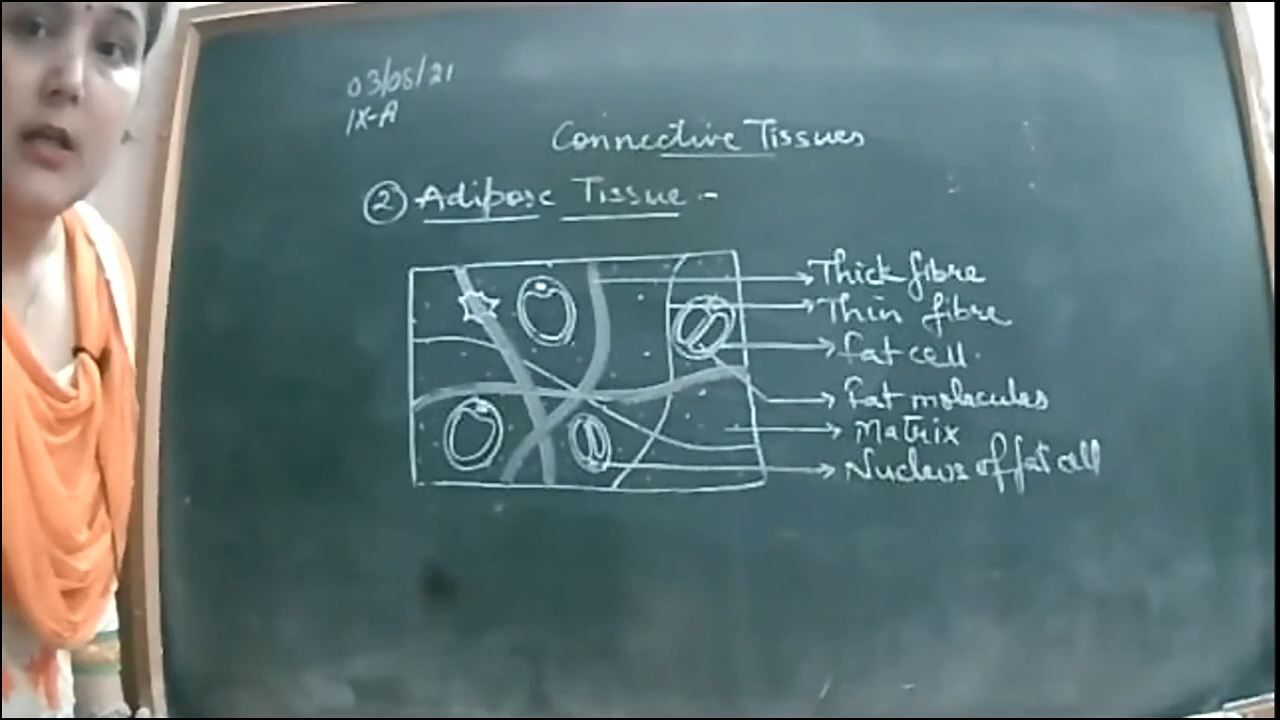 03/05/21
IX-A
Connective Tissues
② Adipose Tissue :-
Thick fibre
Thin fibre
Fat cell.
Fat molecules
Matrix
Nucleus of fat cell